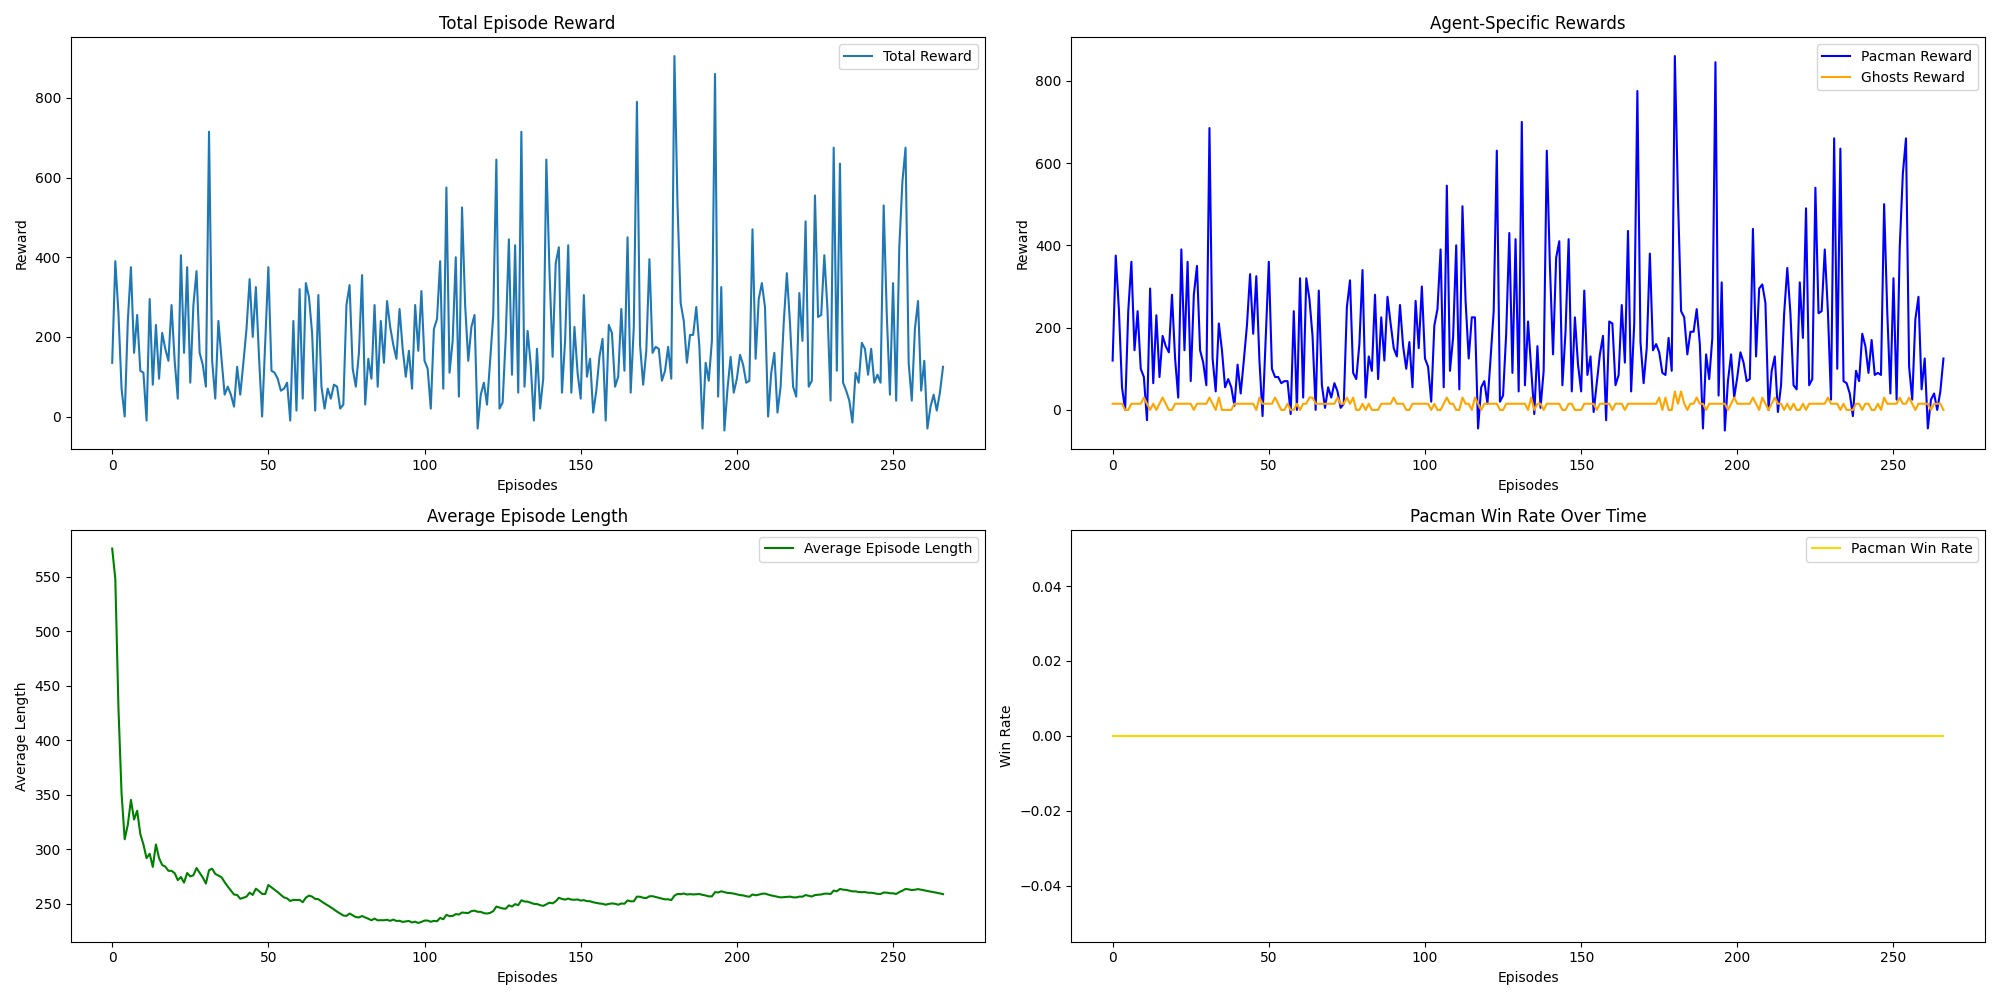 Total Episode Reward
Total Reward
800
600
400
200
0
Reward
0 50 100 150 200 250
Episodes
Agent-Specific Rewards
Pacman Reward
Ghosts Reward
800
600
400
200
0
Reward
0 50 100 150 200 250
Episodes
Average Episode Length
Average Episode Length
550
500
450
400
350
300
250
Average Length
0 50 100 150 200 250
Episodes
Pacman Win Rate Over Time
Pacman Win Rate
0.04
0.02
0.00
−0.02
−0.04
Win Rate
0 50 100 150 200 250
Episodes